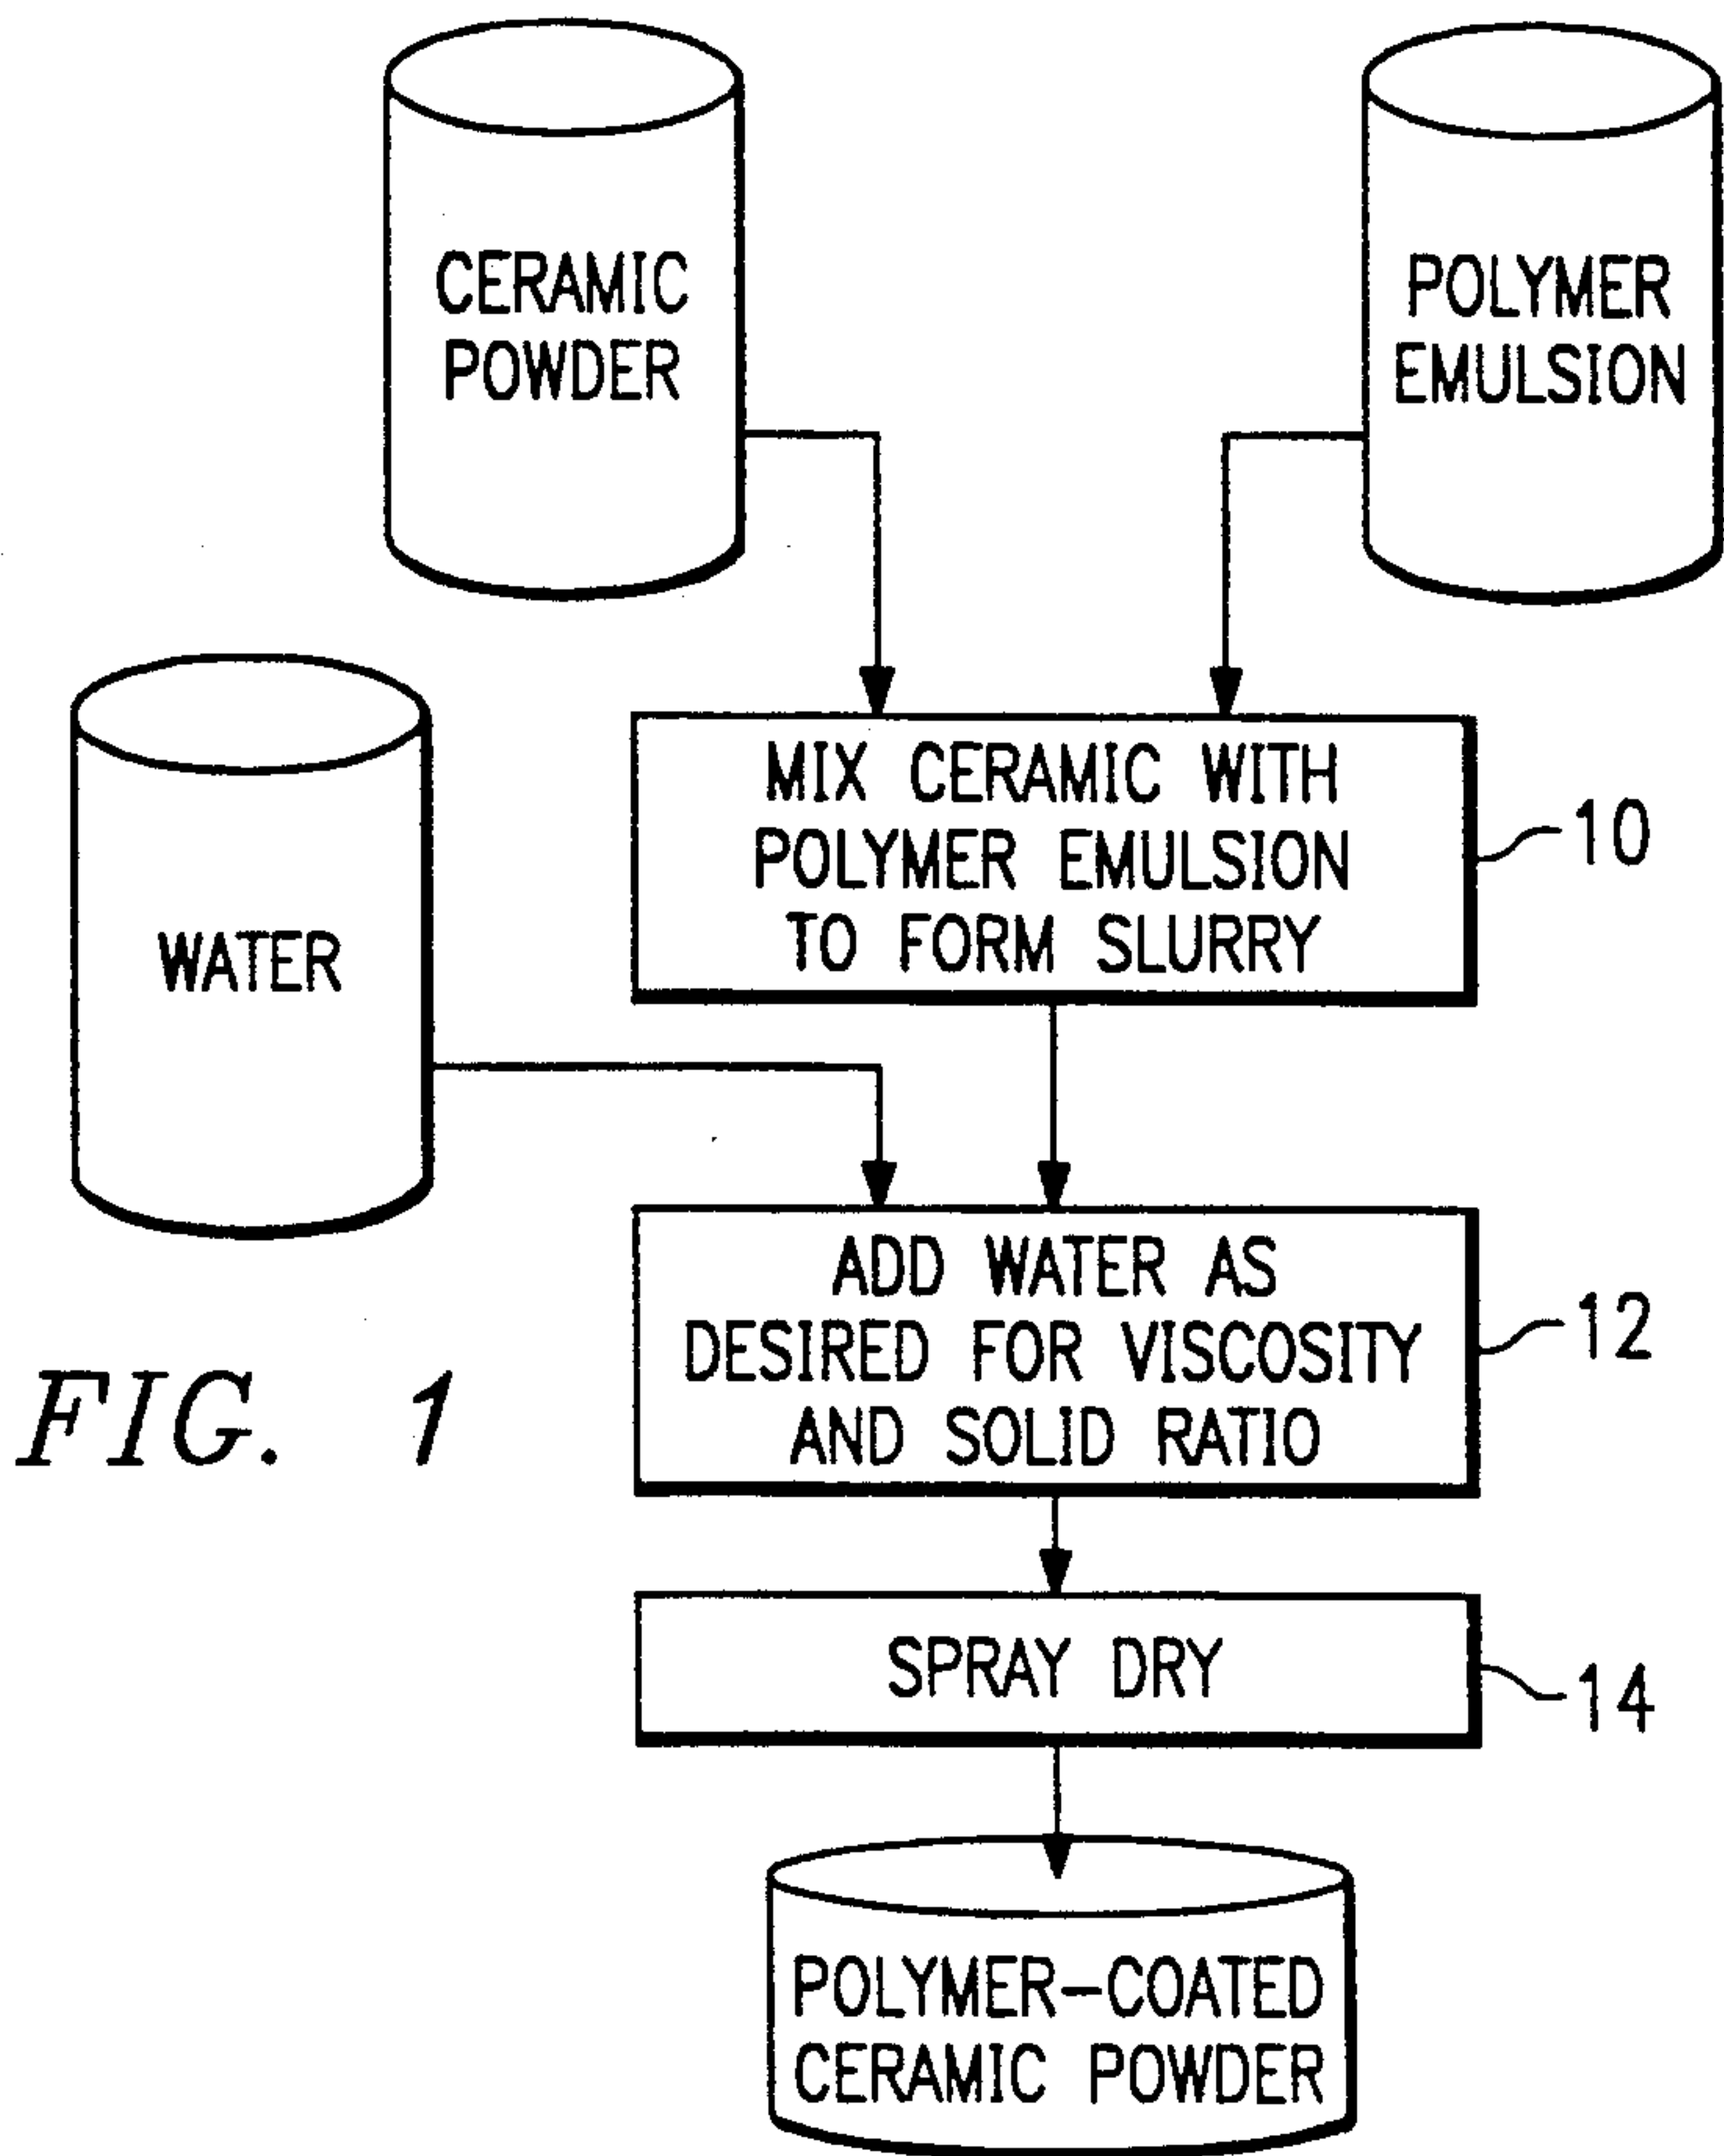 CERAMIC
POWDER
POLYMER
EMULSION
WATER
MIX CERAMIC WITH
POLYMER EMULSION
TO FORM SLURRY
10
ADD WATER AS
DESIRED FOR VISCOSITY
AND SOLID RATIO
12
FIG. 1
SPRAY DRY
14
POLYMER-COATED
CERAMIC POWDER